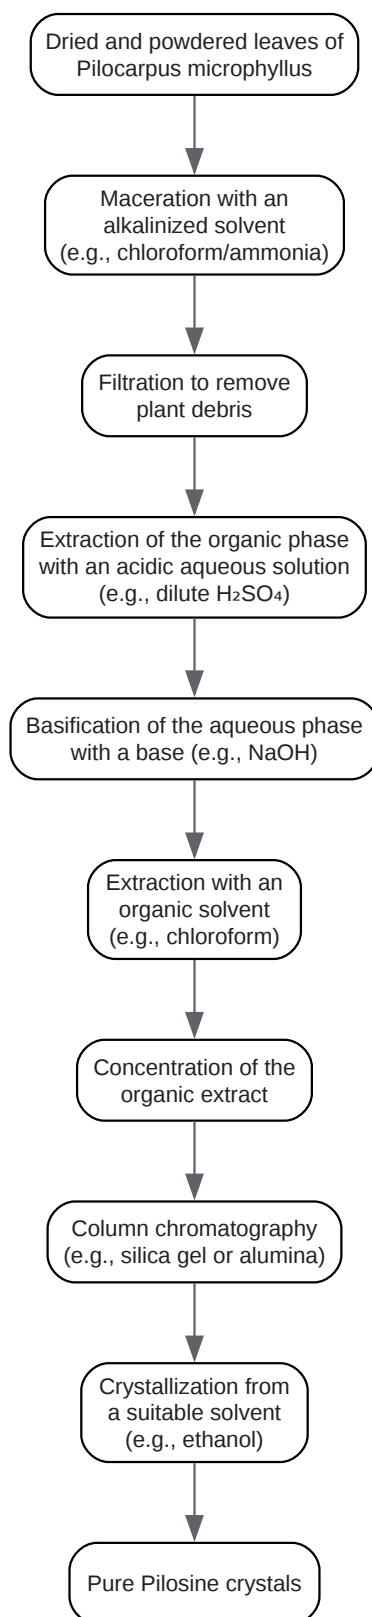 Dried and powdered leaves of
Pilocarpus microphyllus
Maceration with an
alkalinized solvent
(e.g., chloroform/ammonia)
Filtration to remove
plant debris
Extraction of the organic phase
with an acidic aqueous solution
(e.g., dilute H₂SO₄)
Basification of the aqueous phase
with a base (e.g., NaOH)
Extraction with an
organic solvent
(e.g., chloroform)
Concentration of the
organic extract
Column chromatography
(e.g., silica gel or alumina)
Crystallization from
a suitable solvent
(e.g., ethanol)
Pure Pilosine crystals